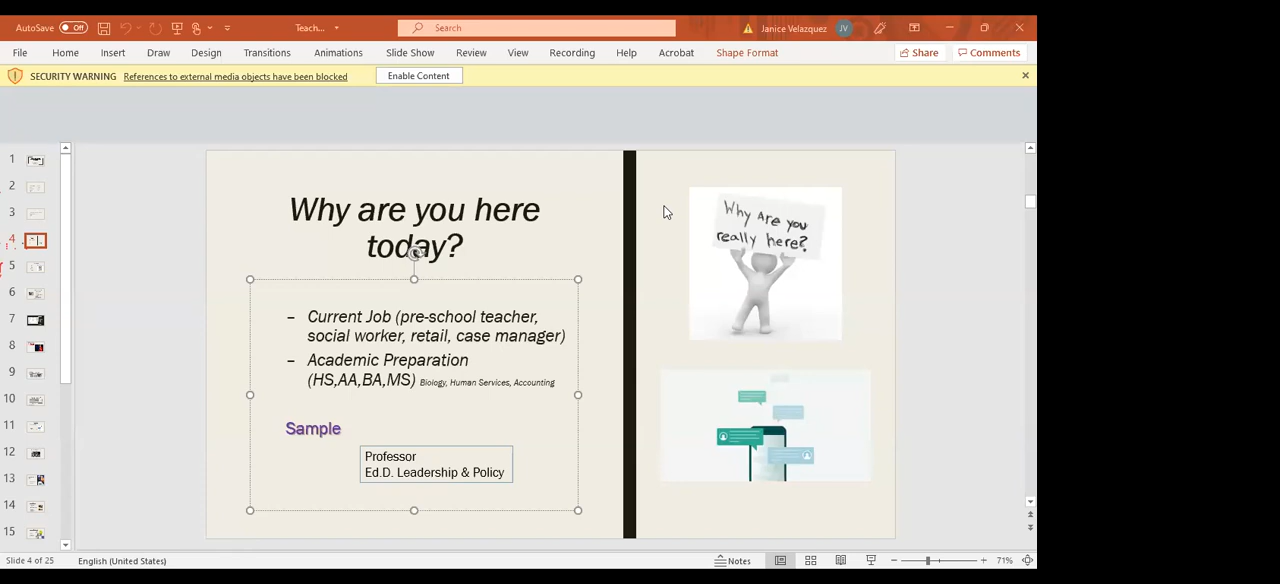 AutoSave Off Teach... Search Janice Velazquez JV
File Home Insert Draw Design Transitions Animations Slide Show Review View Recording Help Acrobat Shape Format Share Comments
SECURITY WARNING References to external media objects have been blocked Enable Content
Why are you here
today?
– Current Job (pre-school teacher,
social worker, retail, case manager)
– Academic Preparation
(HS,AA,BA,MS) Biology, Human Services, Accounting
Sample
Professor
Ed.D. Leadership & Policy
Why Are you
really here?
1
2
3
4
5
6
7
8
9
10
11
12
13
14
15
Slide 4 of 25 English (United States) Notes 71%